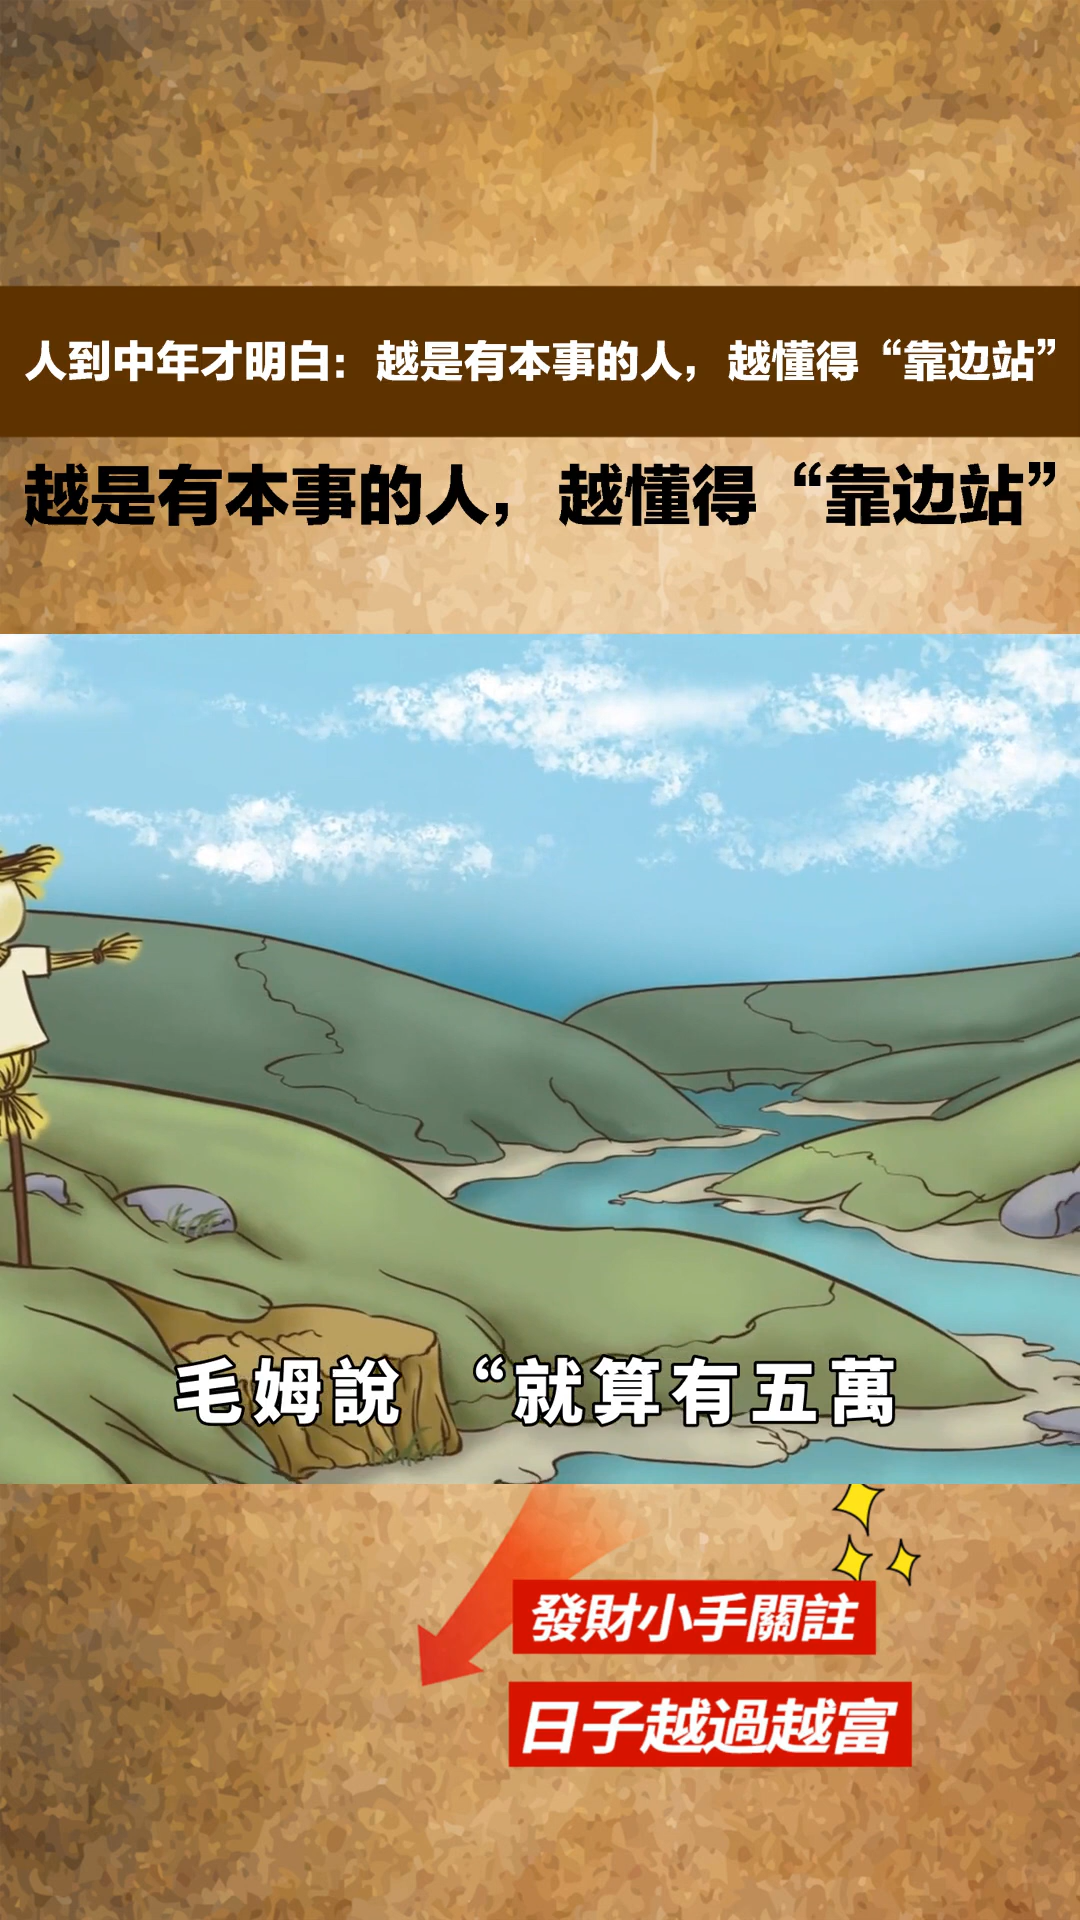 人到中年才明白：越是有本事的人，越懂得“靠边站”
越是有本事的人，越懂得“靠边站”
毛姆說 “就算有五萬
發財小手關註
日子越過越富